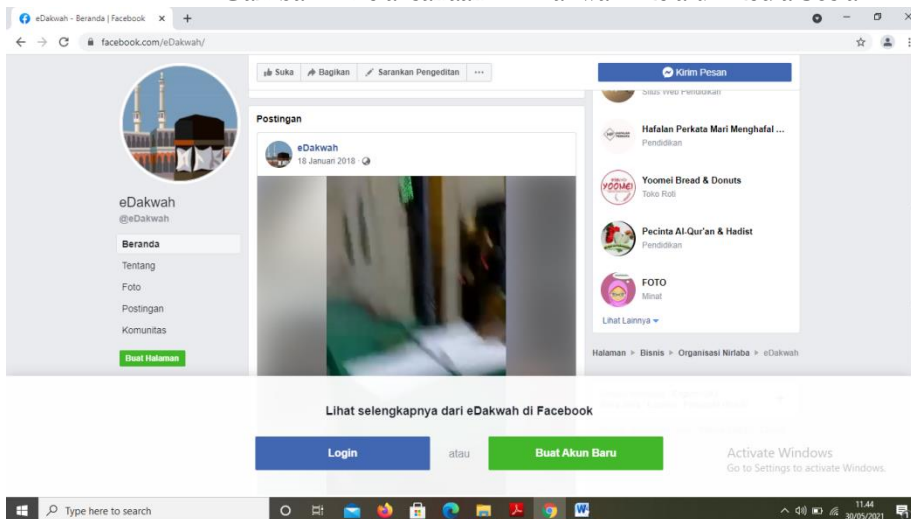 eDakwah - Beranda | Facebook
facebook.com/eDakwah/
Suka
Bagikan
Sarankan Pengeditan
Kirim Pesan
Situs Web Pendidikan
Postingan
eDakwah
18 Januari 2018
Hafalan Perkata Mari Menghafal ...
Pendidikan
YOOMEI
Yoomei Bread & Donuts
Toko Roti
Pecinta Al-Qur'an & Hadist
Pendidikan
FOTO
Minat
Lihat Lainnya
eDakwah
@eDakwah
Beranda
Tentang
Foto
Postingan
Komunitas
Buat Halaman
Halaman
Bisnis
Organisasi Nirlaba
eDakwah
Lihat selengkapnya dari eDakwah di Facebook
Login
atau
Buat Akun Baru
Activate Windows
Go to Settings to activate Windows.
Type here to search
11.44
30/05/2021